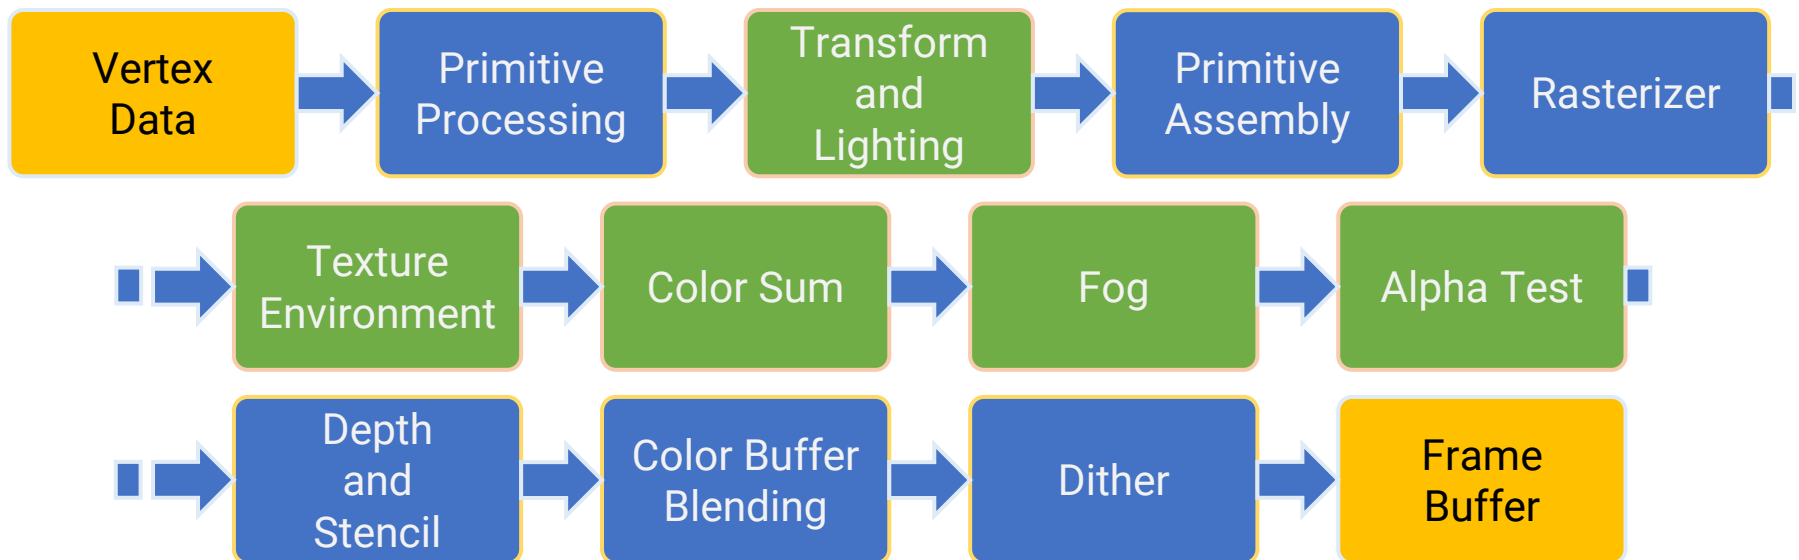 Vertex
Data
Primitive
Processing
Transform
and
Lighting
Primitive
Assembly
Rasterizer
Texture
Environment
Color Sum
Fog
Alpha Test
Depth
and
Stencil
Color Buffer
Blending
Dither
Frame
Buffer